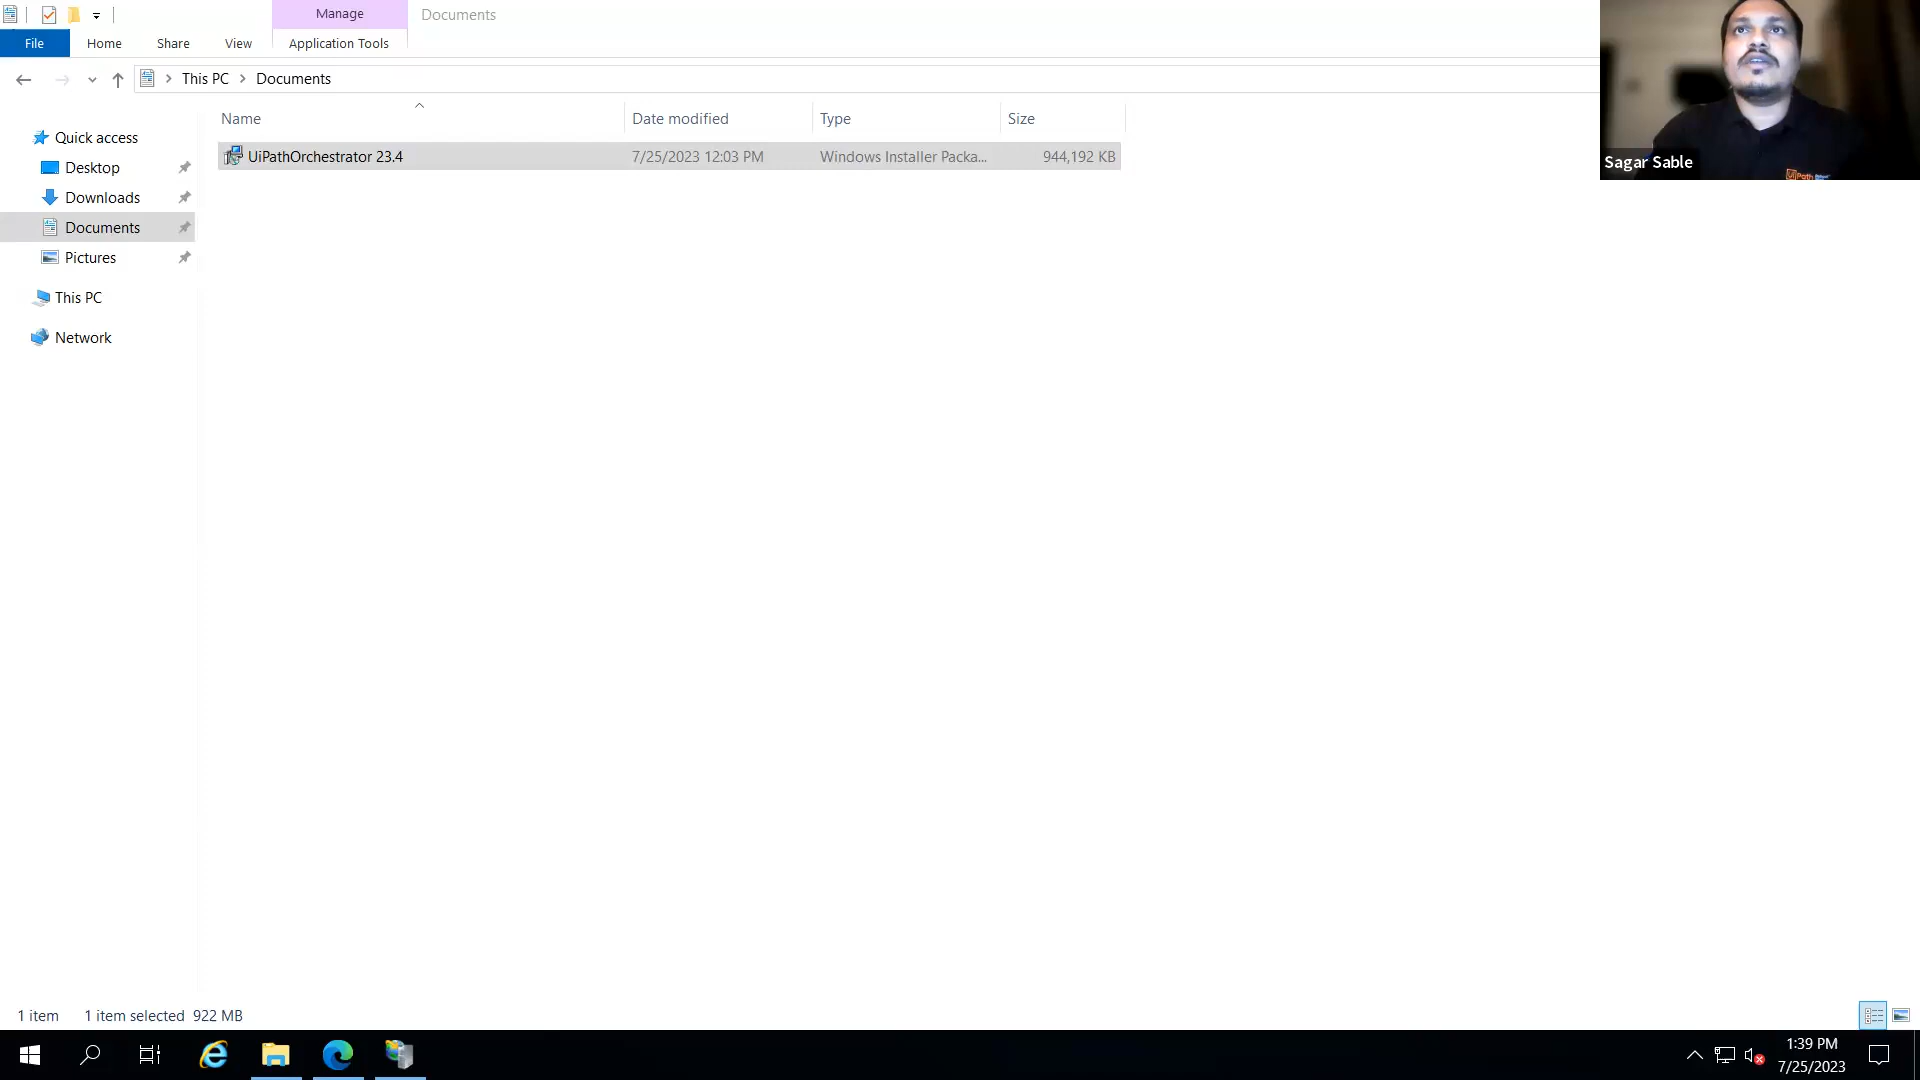 Manage
Documents
File
Home
Share
View
Application Tools
This PC
Documents
Name
Date modified
Type
Size
Quick access
Desktop
Downloads
Documents
Pictures
This PC
Network
UiPathOrchestrator 23.4
7/25/2023 12:03 PM
Windows Installer Packa...
944,192 KB
Sagar Sable
UiPath
1 item
1 item selected 922 MB
1:39 PM
7/25/2023